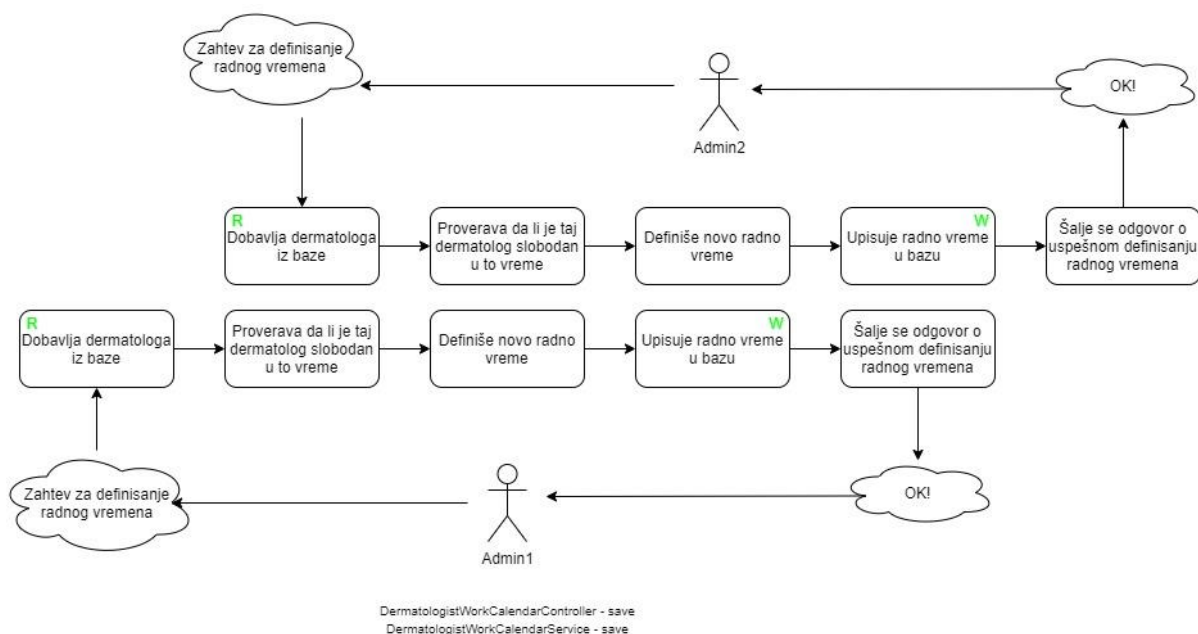 Zahtev za definisanje
radnog vremena
OK!
Admin2
R
Dobavlja dermatologa
iz baze
Proverava da li je taj
dermatolog slobodan
u to vreme
Definiše novo radno
vreme
W
Upisuje radno vreme
u bazu
Šalje se odgovor o
uspešnom definisanju
radnog vremena
R
Dobavlja dermatologa
iz baze
Proverava da li je taj
dermatolog slobodan
u to vreme
Definiše novo radno
vreme
W
Upisuje radno vreme
u bazu
Šalje se odgovor o
uspešnom definisanju
radnog vremena
Zahtev za definisanje
radnog vremena
Admin1
OK!
DermatologistWorkCalendarController - save
DermatologistWorkCalendarService - save